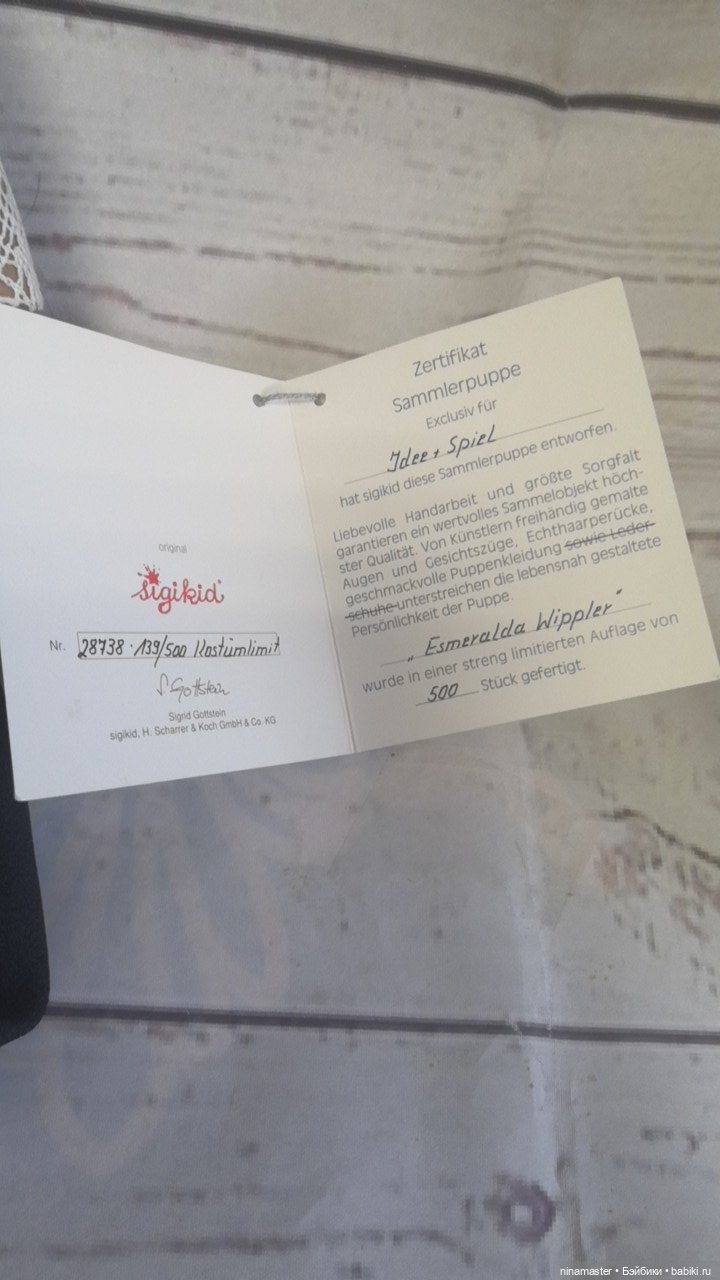 original
sigikid
Nr. 28738 · 139/500 Kostümlimit
S. Gottstein
Sigrid Gottstein
sigikid, H. Scharrer & Koch GmbH & Co. KG
Zertifikat
Sammlerpuppe
Exclusiv für
Idee + Spiel
hat sigikid diese Sammlerpuppe entworfen.
Liebevolle Handarbeit und größte Sorgfalt
garantieren ein wertvolles Sammelobjekt höch-
ster Qualität. Von Künstlern freihändig gemalte
Augen und Gesichtszüge, Echthaarperücke,
geschmackvolle Puppenkleidung sowie Leder-
schuhe unterstreichen die lebensnah gestaltete
Persönlichkeit der Puppe.
„Esmeralda Wippler"
wurde in einer streng limitierten Auflage von
500 Stück gefertigt.
ninamaster • Бэйбики • babiki.ru